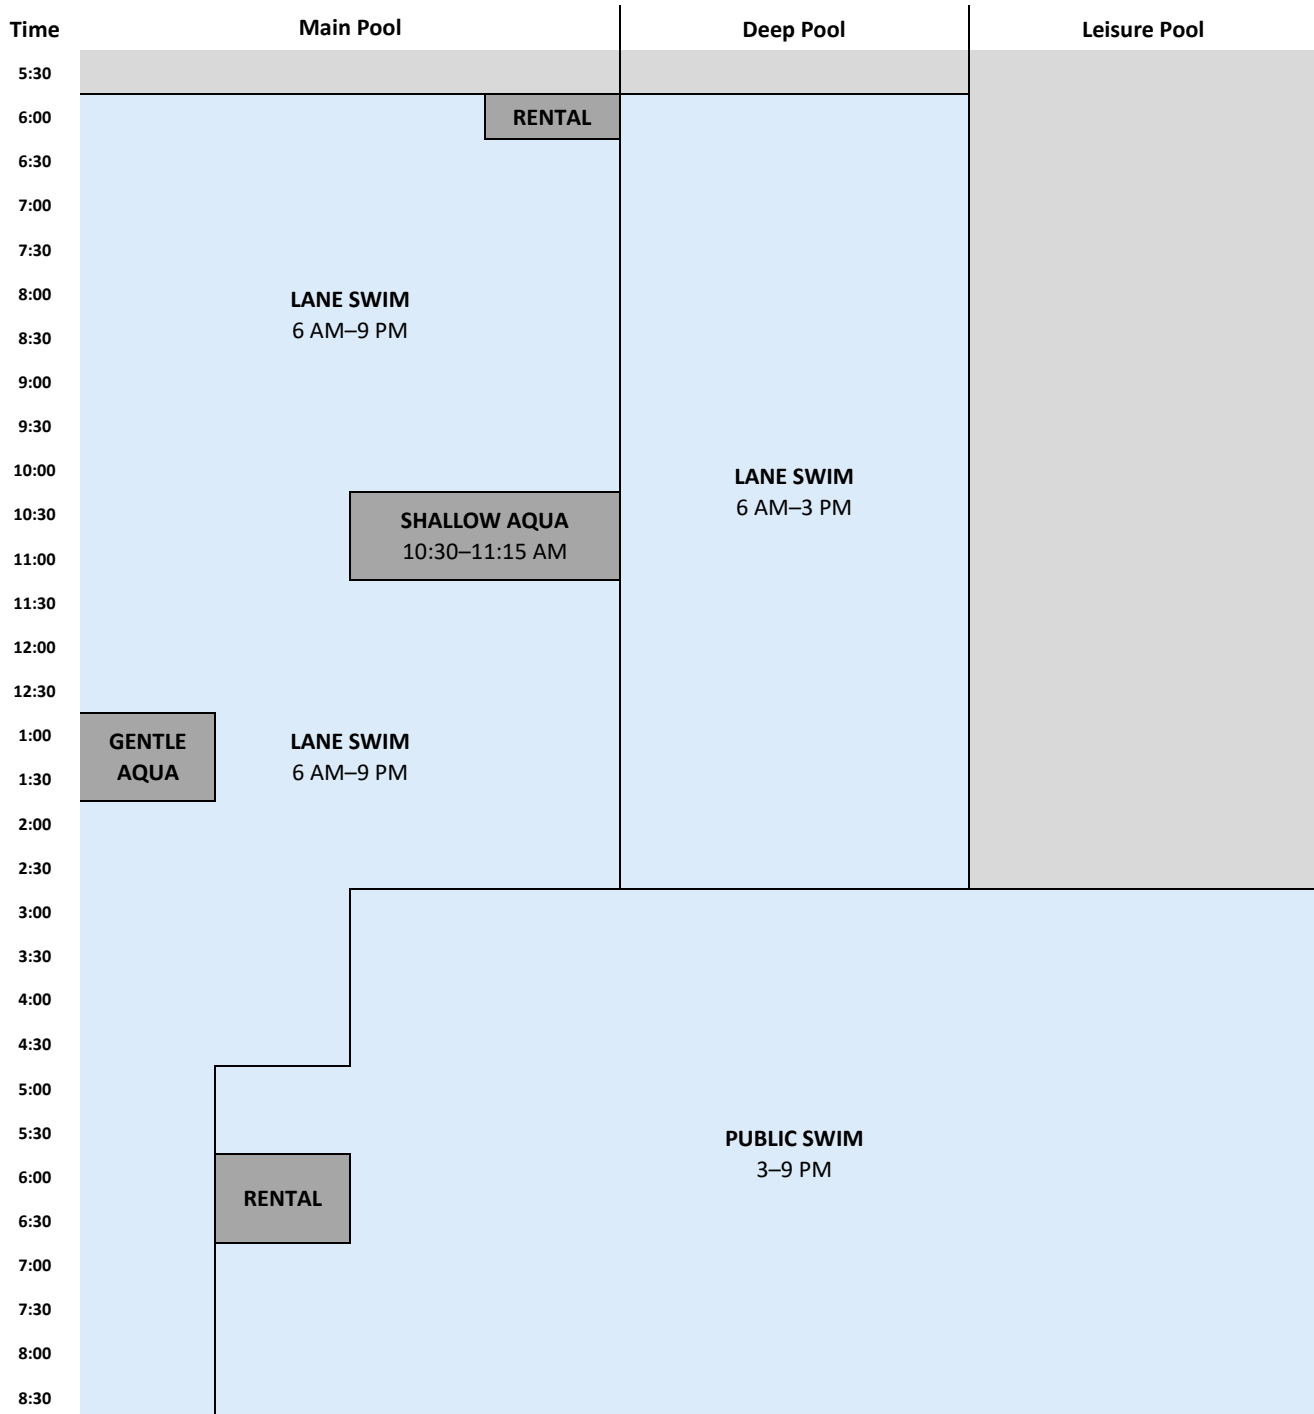 Time Main Pool Deep Pool Leisure Pool
5:30
6:00 RENTAL
6:30
7:00
7:30
8:00 LANE SWIM
6 AM–9 PM
8:30
9:00
9:30
10:00 LANE SWIM
6 AM–3 PM
10:30 SHALLOW AQUA
10:30–11:15 AM
11:00
11:30
12:00
12:30
1:00 GENTLE LANE SWIM
1:30 AQUA 6 AM–9 PM
2:00
2:30
3:00
3:30
4:00
4:30
5:00
5:30 PUBLIC SWIM
3–9 PM
6:00
RENTAL
6:30
7:00
7:30
8:00
8:30